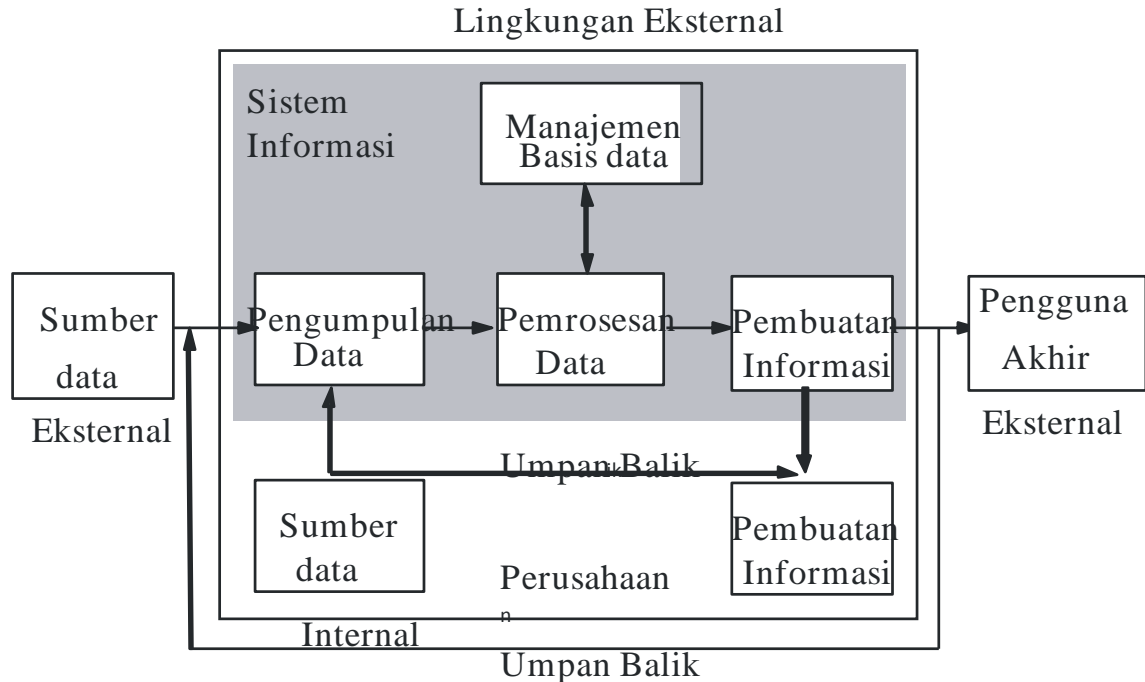 Lingkungan Eksternal
Sistem
Informasi
Manajemen
Basis data
Sumber
data
Eksternal
Pengumpulan
Data
Pemrosesan
Data
Pembuatan
Informasi
Pengguna
Akhir
Eksternal
Umpan Balik
Sumber
data
Internal
Perusahaan
n
Pembuatan
Informasi
Umpan Balik